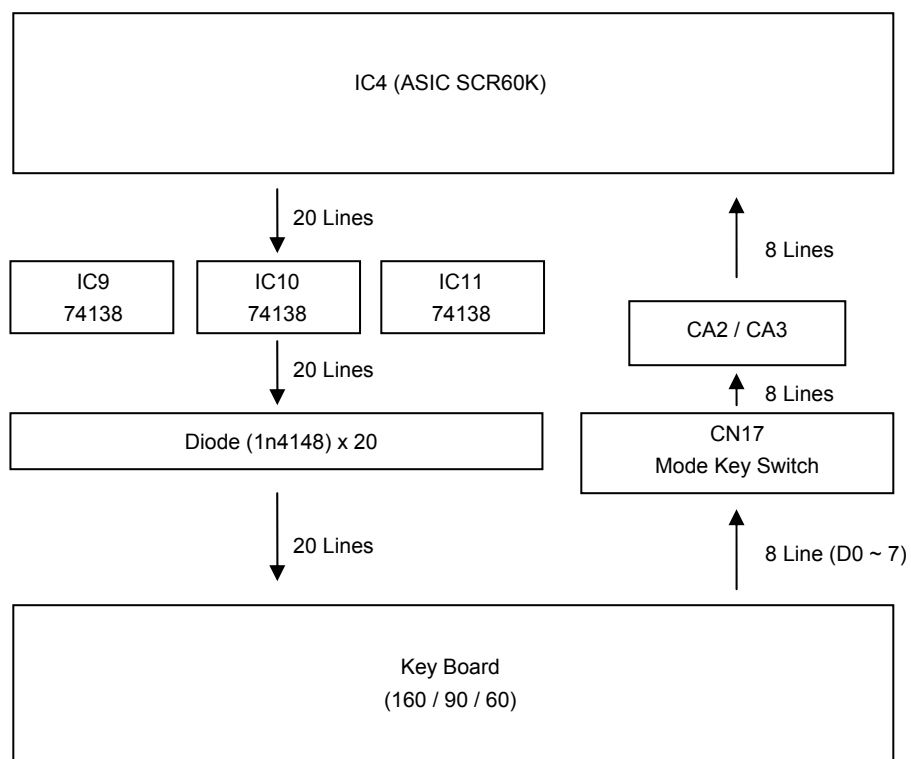 IC4 (ASIC SCR60K)
20 Lines
8 Lines
IC9
74138
IC10
74138
IC11
74138
CA2 / CA3
20 Lines
8 Lines
Diode (1n4148) x 20
CN17
Mode Key Switch
20 Lines
8 Line (D0 ~ 7)
Key Board
(160 / 90 / 60)